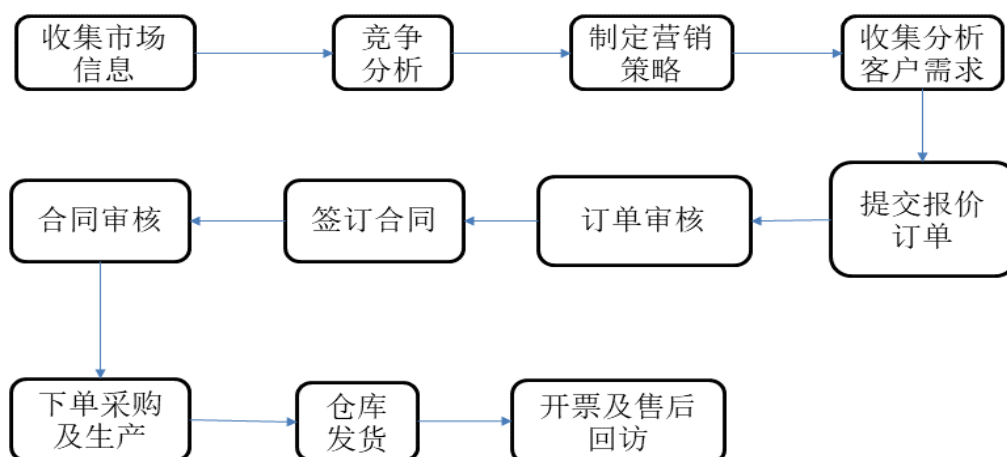 收集市场
信息
竞争
分析
制定营销
策略
收集分析
客户需求
提交报价
订单
订单审核
签订合同
合同审核
下单采购
及生产
仓库
发货
开票及售后
回访